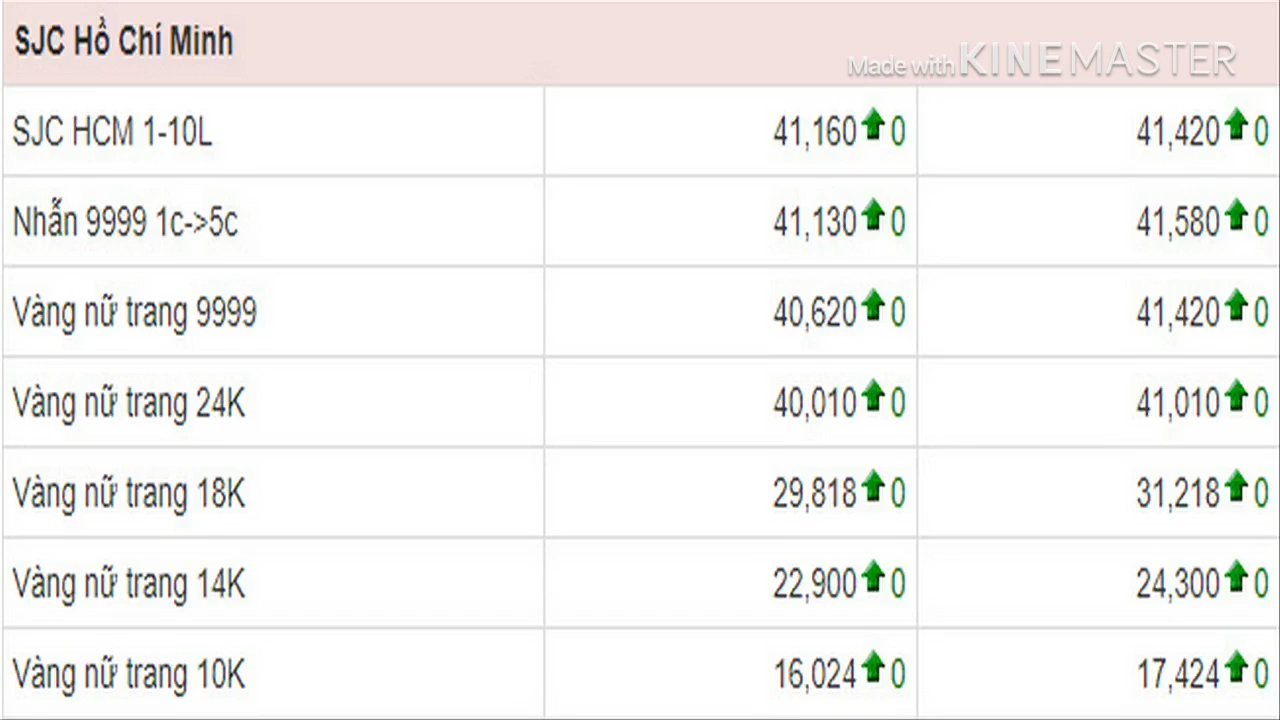 SJC Hồ Chí Minh
Made with KINEMASTER
SJC HCM 1-10L 41,160 0 41,420 0
Nhẫn 9999 1c->5c 41,130 0 41,580 0
Vàng nữ trang 9999 40,620 0 41,420 0
Vàng nữ trang 24K 40,010 0 41,010 0
Vàng nữ trang 18K 29,818 0 31,218 0
Vàng nữ trang 14K 22,900 0 24,300 0
Vàng nữ trang 10K 16,024 0 17,424 0